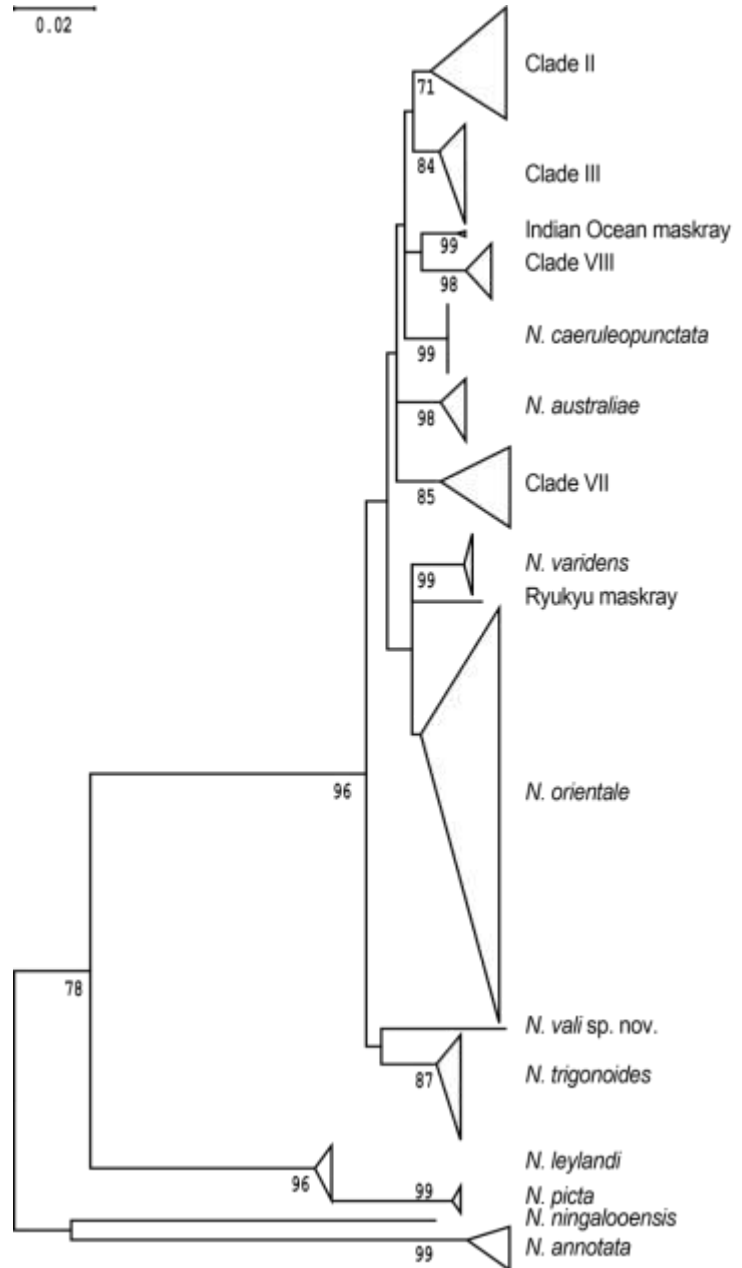 0.02
Clade II
71
84
Clade III
Indian Ocean maskray
99
Clade VIII
98
N. caeruleopunctata
99
N. australiae
98
Clade VII
85
N. varidens
99
Ryukyu maskray
N. orientale
96
78
N. vali sp. nov.
N. trigonoides
87
N. leylandi
96
99
N. picta
N. ningalooensis
N. annotata
99